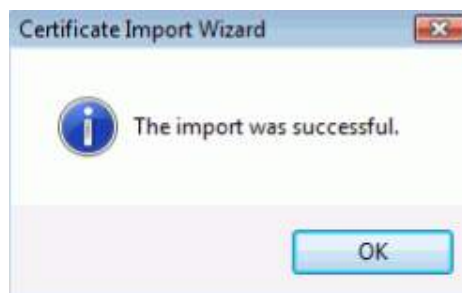 Certificate Import Wizard
The import was successful.
OK